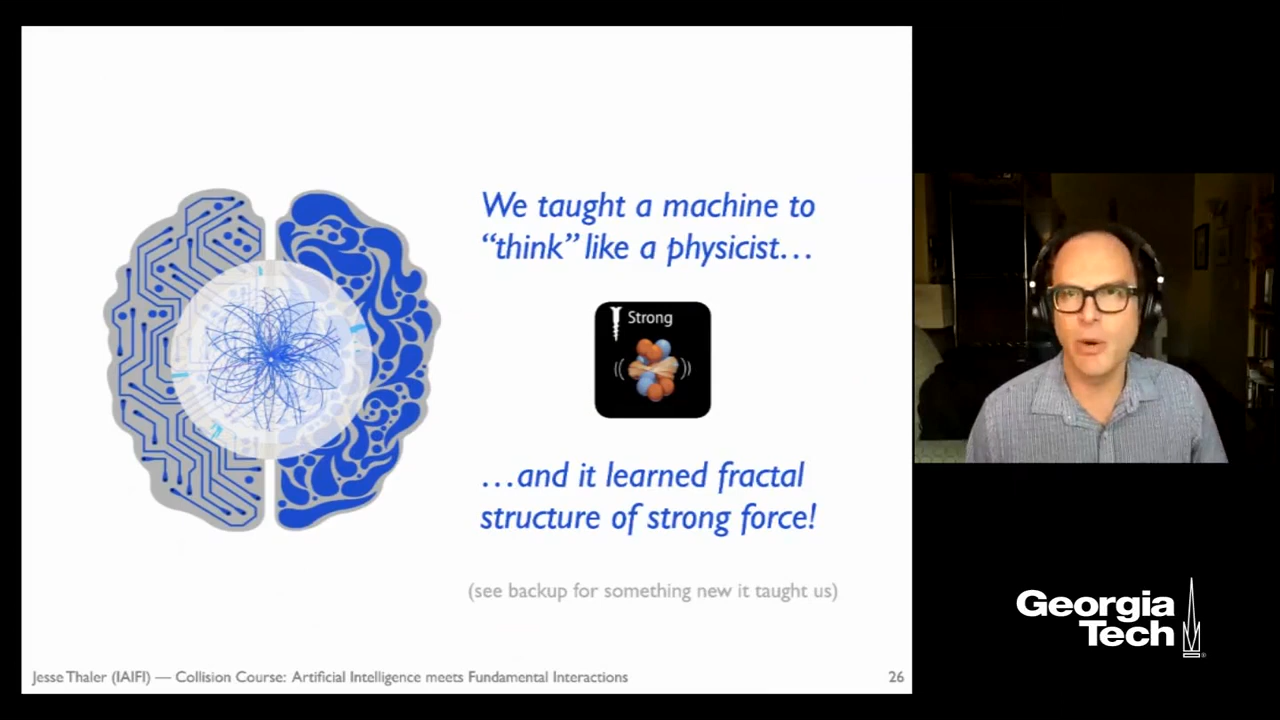 We taught a machine to
“think” like a physicist…
Strong
…and it learned fractal
structure of strong force!
(see backup for something new it taught us)
Jesse Thaler (IAIFI) — Collision Course: Artificial Intelligence meets Fundamental Interactions
26
Georgia
Tech